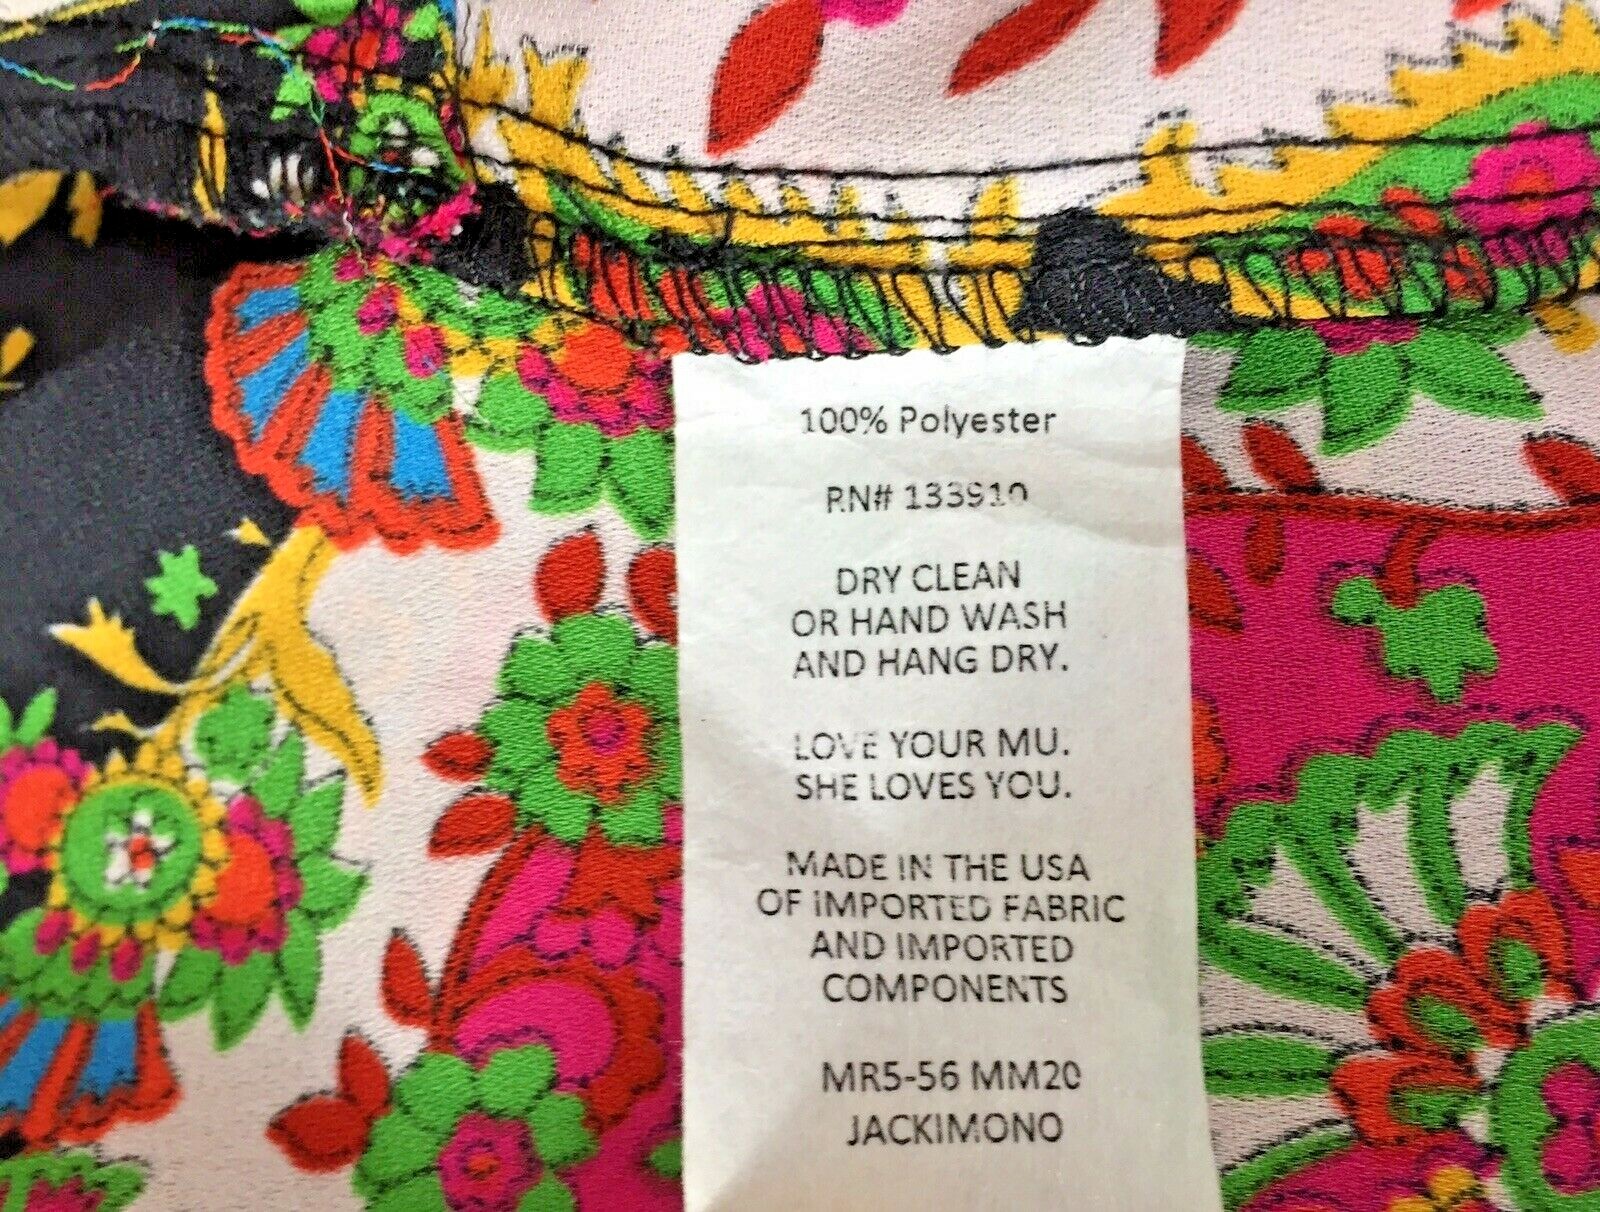 100% Polyester
RN# 133910
DRY CLEAN
OR HAND WASH
AND HANG DRY.
LOVE YOUR MU.
SHE LOVES YOU.
MADE IN THE USA
OF IMPORTED FABRIC
AND IMPORTED
COMPONENTS
MR5-56 MM20
JACKIMONO